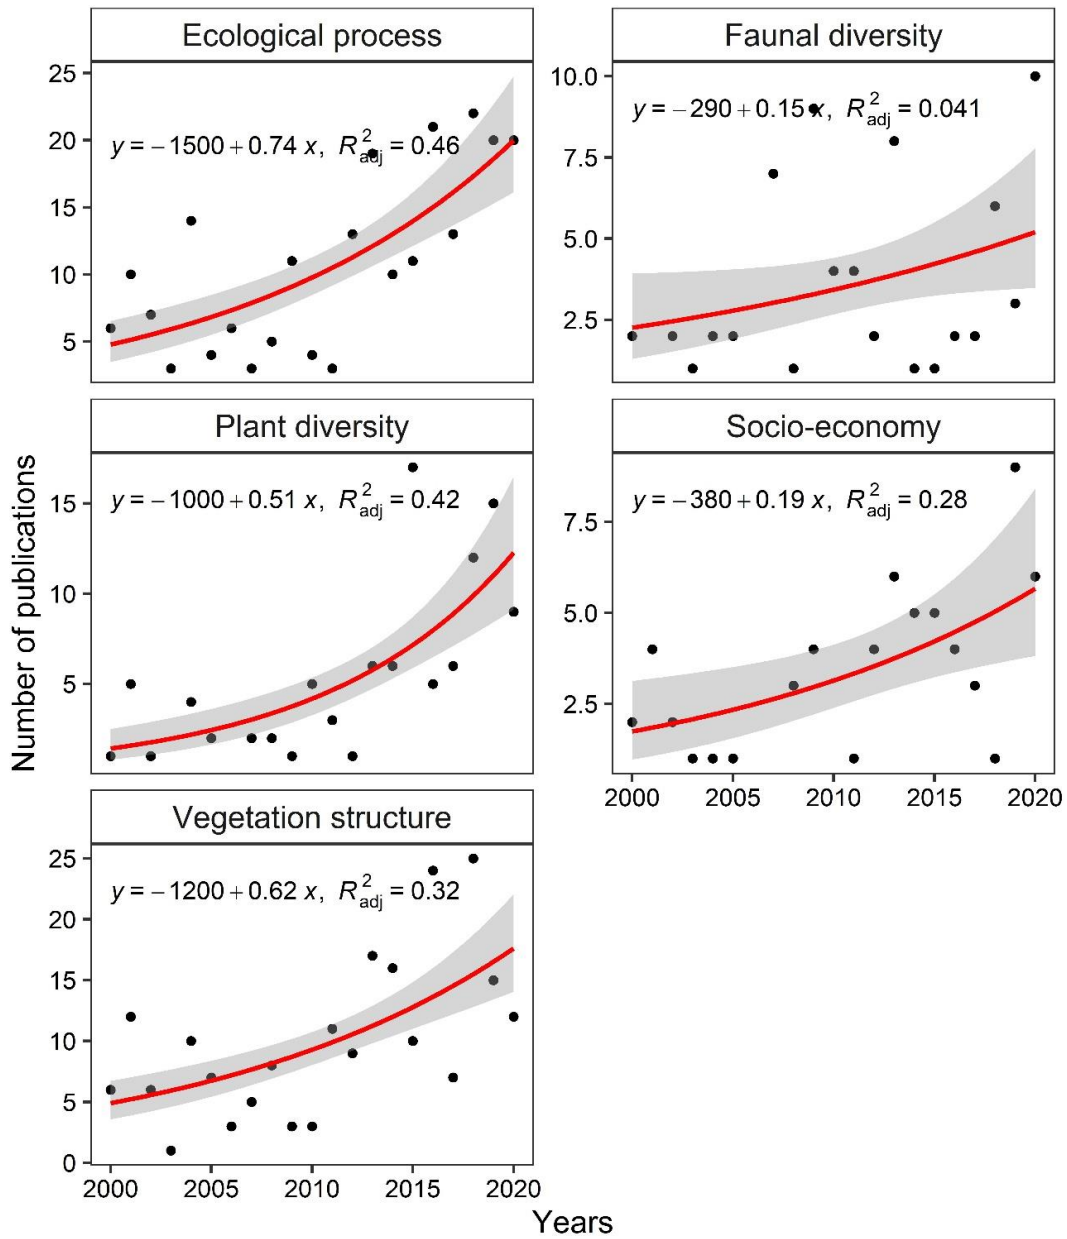 Ecological process
25
20
15
10
5
y = −1500 + 0.74 x, R²adj = 0.46
Faunal diversity
10.0
7.5
5.0
2.5
y = −290 + 0.15 x, R²adj = 0.041
Number of publications
Plant diversity
15
10
5
y = −1000 + 0.51 x, R²adj = 0.42
Socio-economy
7.5
5.0
2.5
y = −380 + 0.19 x, R²adj = 0.28
2000 2005 2010 2015 2020
Vegetation structure
25
20
15
10
5
0
y = −1200 + 0.62 x, R²adj = 0.32
2000 2005 2010 2015 2020
Years